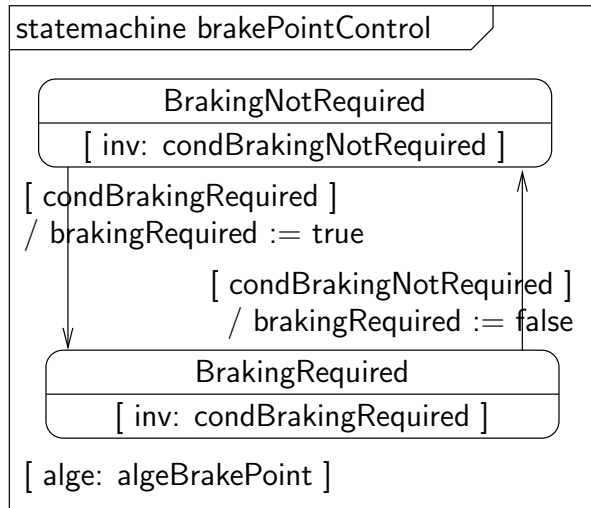 statemachine brakePointControl
BrakingNotRequired
[ inv: condBrakingNotRequired ]
[ condBrakingRequired ]
/ brakingRequired := true
[ condBrakingNotRequired ]
/ brakingRequired := false
BrakingRequired
[ inv: condBrakingRequired ]
[ alge: algeBrakePoint ]